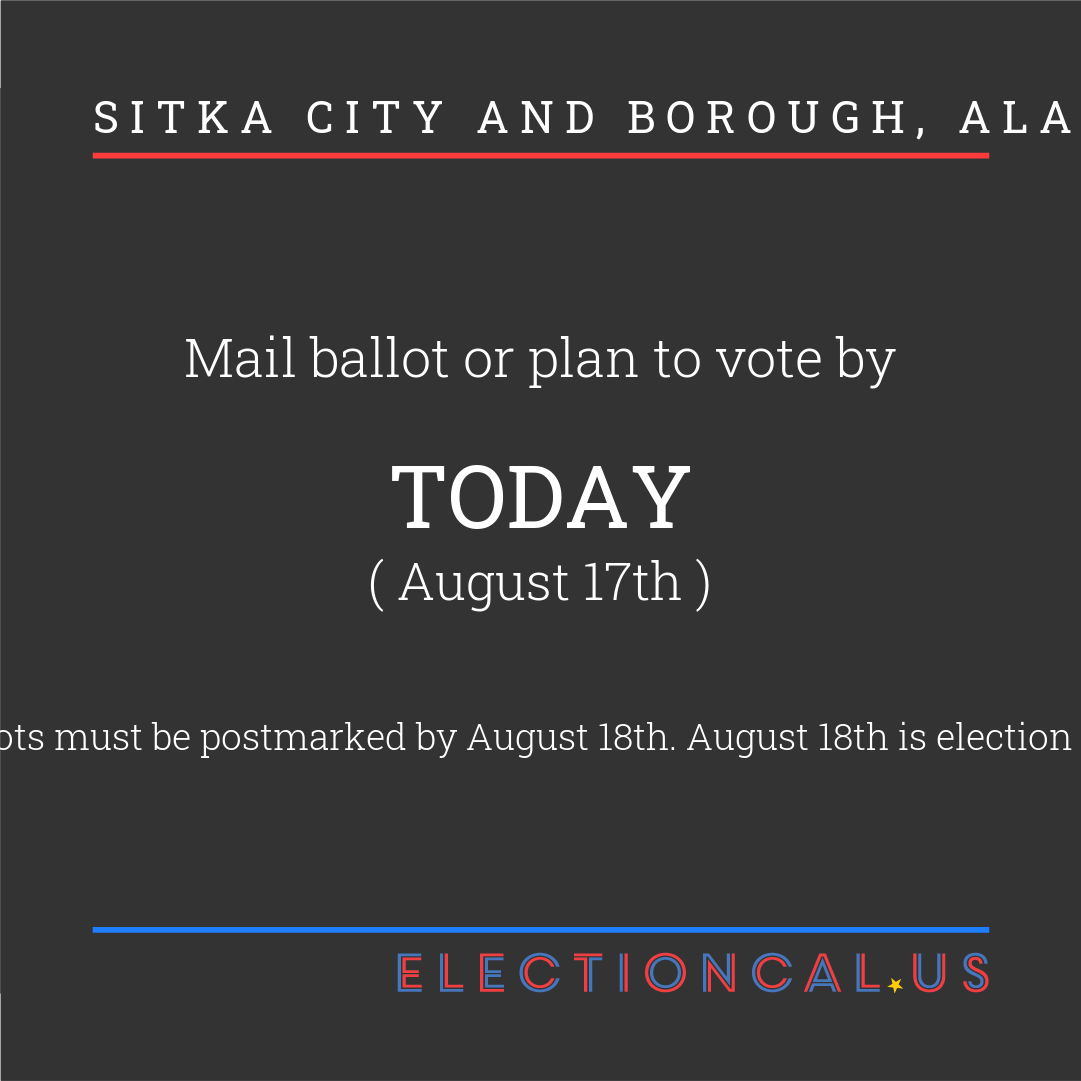 SITKA CITY AND BOROUGH, ALA
Mail ballot or plan to vote by
TODAY
( August 17th )
ots must be postmarked by August 18th. August 18th is election
ELECTIONCAL.US